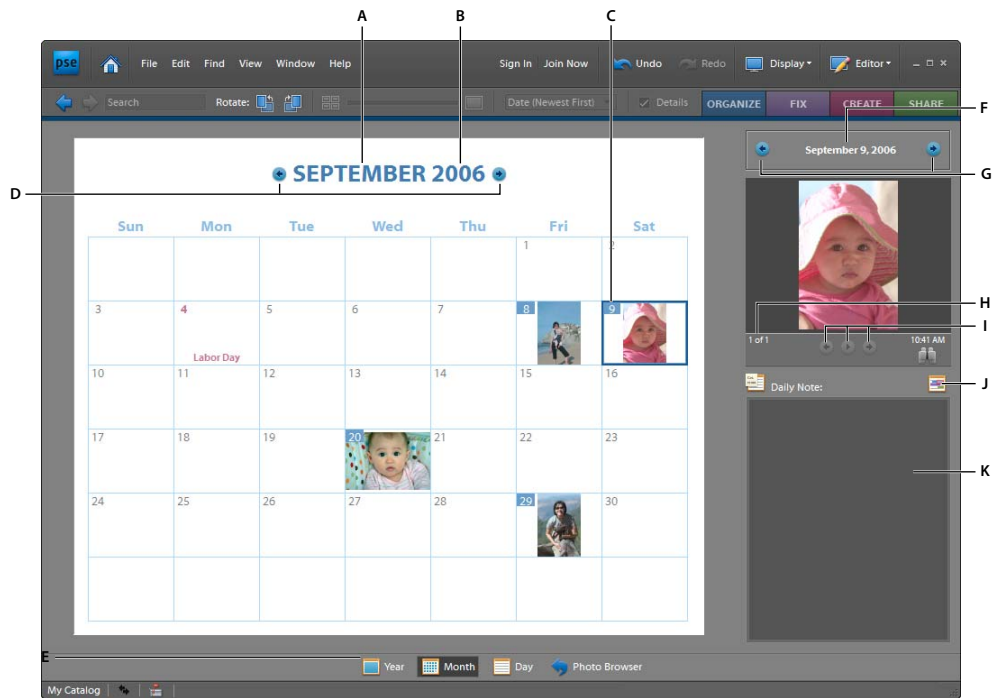 A B C
pse File Edit Find View Window Help Sign In Join Now Undo Redo Display Editor
Search Rotate: Date (Newest First) Details ORGANIZE FIX CREATE SHARE
F
September 9, 2006
G
SEPTEMBER 2006
D
Sun Mon Tue Wed Thu Fri Sat
1 2
3 4 5 6 7 8 9
Labor Day
H
1 of 1 10:41 AM
I
10 11 12 13 14 15 16
Daily Note:
J
17 18 19 20 21 22 23
K
24 25 26 27 28 29 30
E
Year Month Day Photo Browser
My Catalog